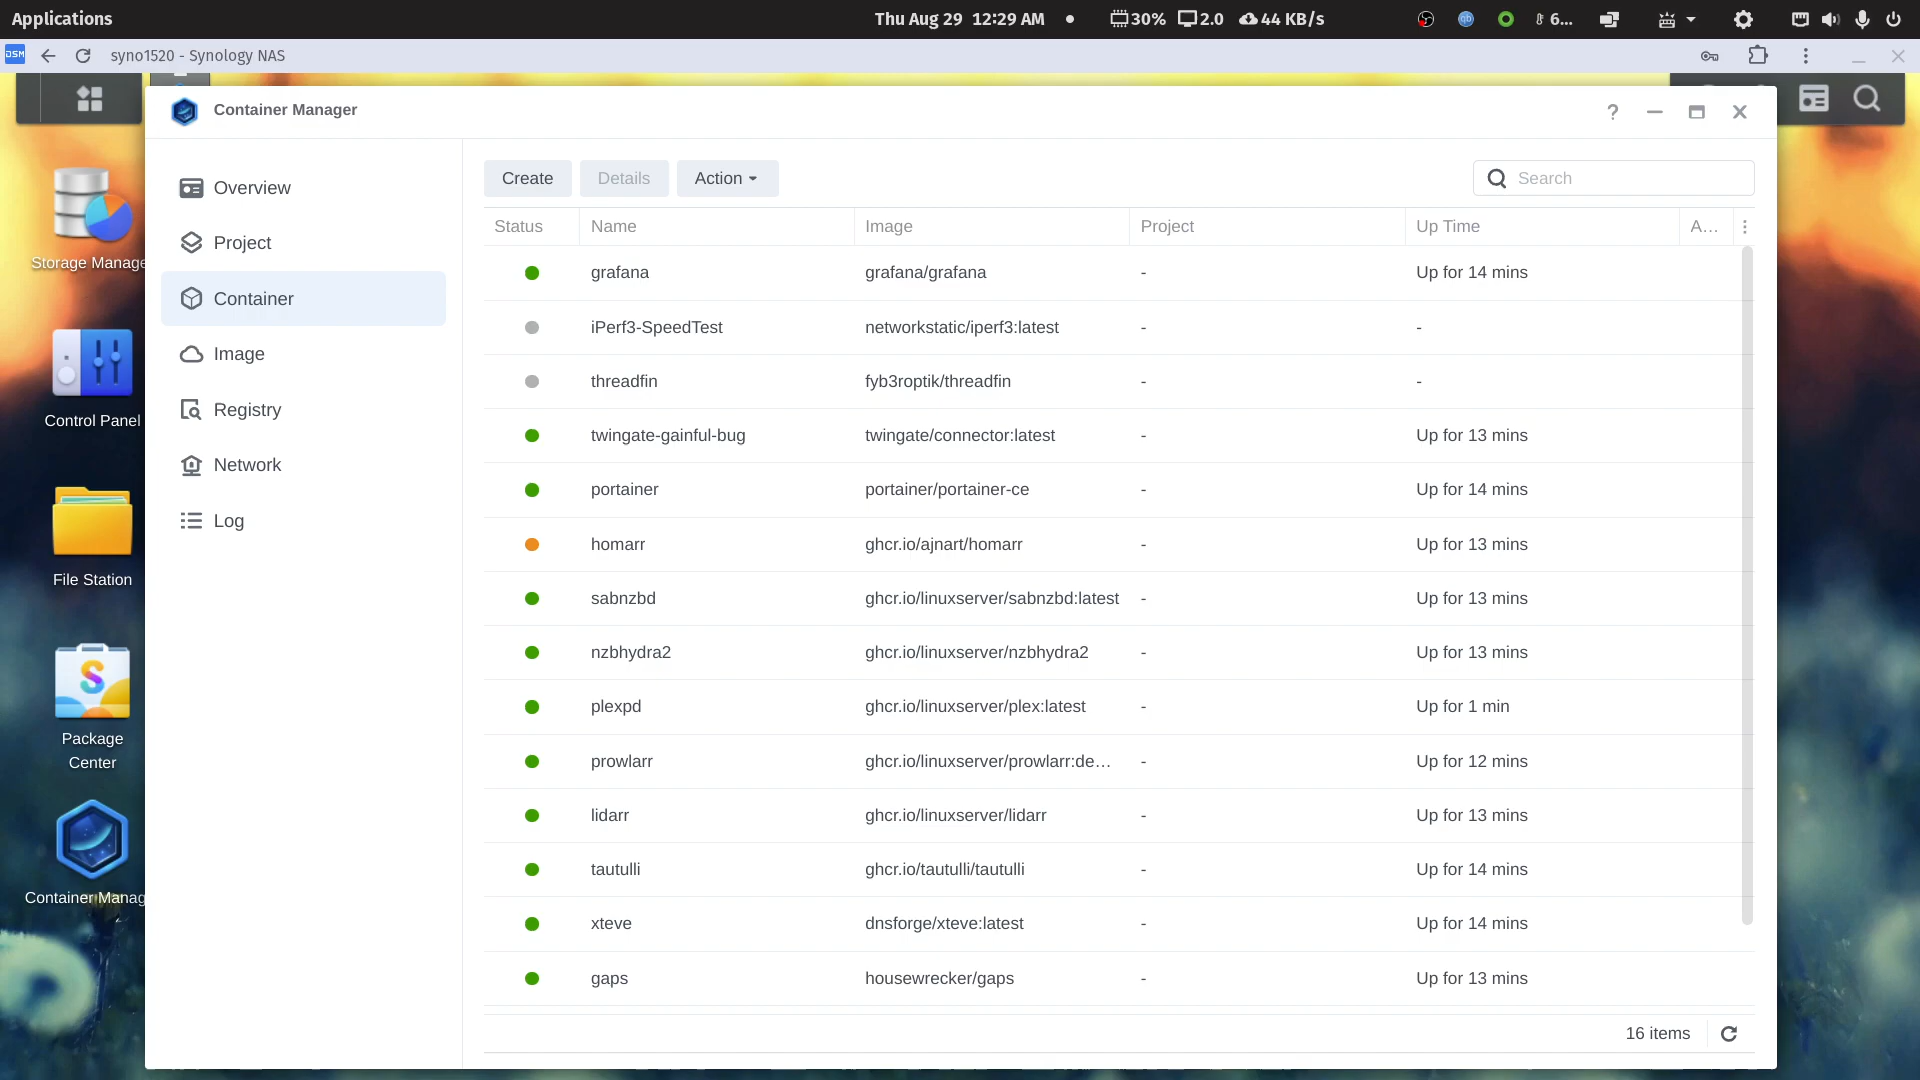 Applications
Thu Aug 29 12:29 AM
30%
2.0
44 KB/s
qb
6...
DSM
syno1520 - Synology NAS
Container Manager
?
Storage Manage
Control Panel
File Station
Package
Center
Container Manag
Overview
Project
Container
Image
Registry
Network
Log
Create
Details
Action
Search
Status Name Image Project Up Time A...
grafana grafana/grafana - Up for 14 mins
iPerf3-SpeedTest networkstatic/iperf3:latest - -
threadfin fyb3roptik/threadfin - -
twingate-gainful-bug twingate/connector:latest - Up for 13 mins
portainer portainer/portainer-ce - Up for 14 mins
homarr ghcr.io/ajnart/homarr - Up for 13 mins
sabnzbd ghcr.io/linuxserver/sabnzbd:latest - Up for 13 mins
nzbhydra2 ghcr.io/linuxserver/nzbhydra2 - Up for 13 mins
plexpd ghcr.io/linuxserver/plex:latest - Up for 1 min
prowlarr ghcr.io/linuxserver/prowlarr:de... - Up for 12 mins
lidarr ghcr.io/linuxserver/lidarr - Up for 13 mins
tautulli ghcr.io/tautulli/tautulli - Up for 14 mins
xteve dnsforge/xteve:latest - Up for 14 mins
gaps housewrecker/gaps - Up for 13 mins
16 items